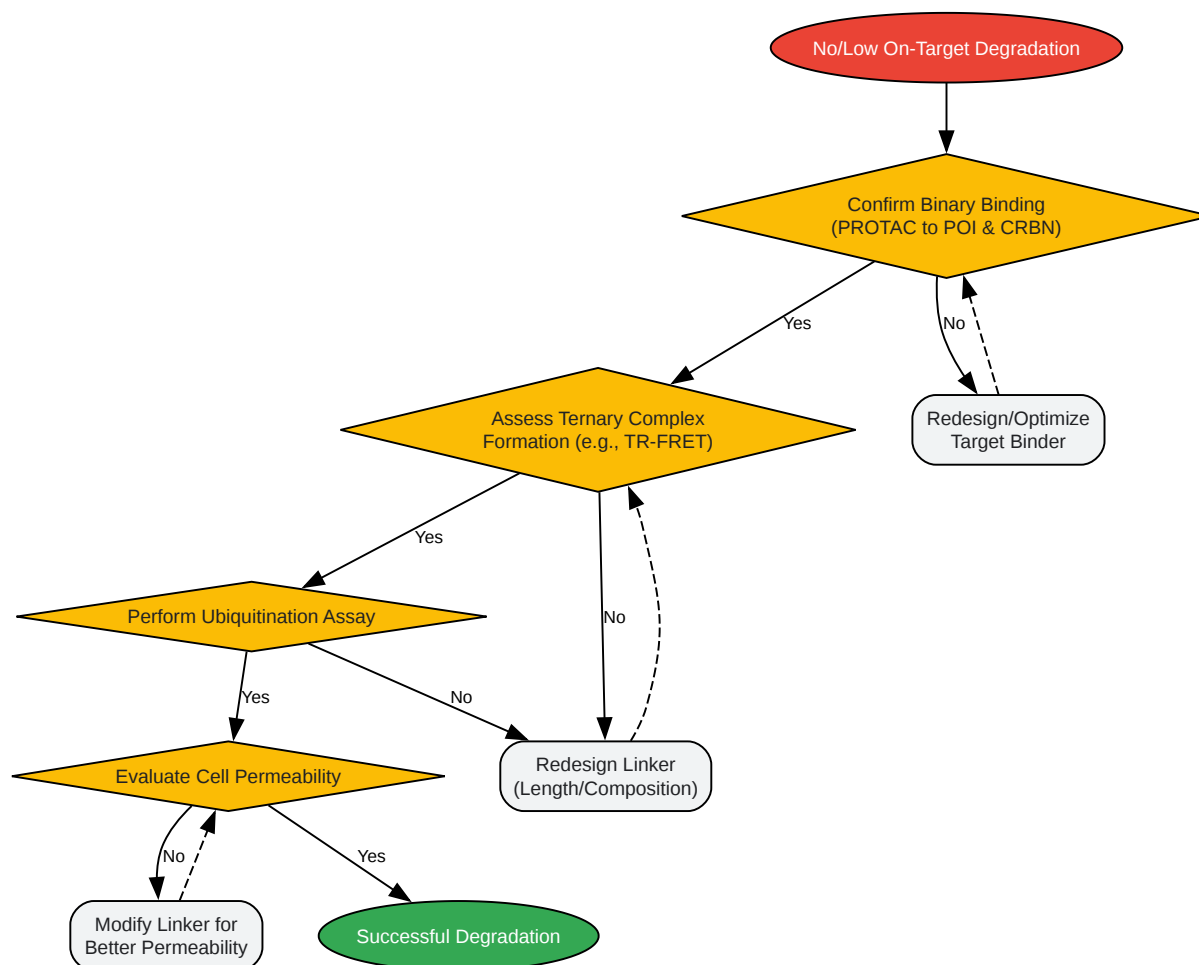 No/Low On-Target Degradation
Confirm Binary Binding
(PROTAC to POI & CRBN)
Yes
No
Redesign/Optimize
Target Binder
Assess Ternary Complex
Formation (e.g., TR-FRET)
Yes
No
Perform Ubiquitination Assay
Yes
No
Redesign Linker
(Length/Composition)
Evaluate Cell Permeability
No
Yes
Modify Linker for
Better Permeability
Successful Degradation